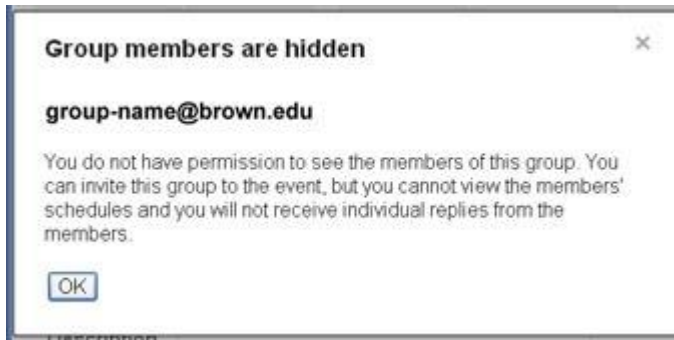 Group members are hidden
×
group-name@brown.edu
You do not have permission to see the members of this group. You
can invite this group to the event, but you cannot view the members'
schedules and you will not receive individual replies from the
members.
OK
Description